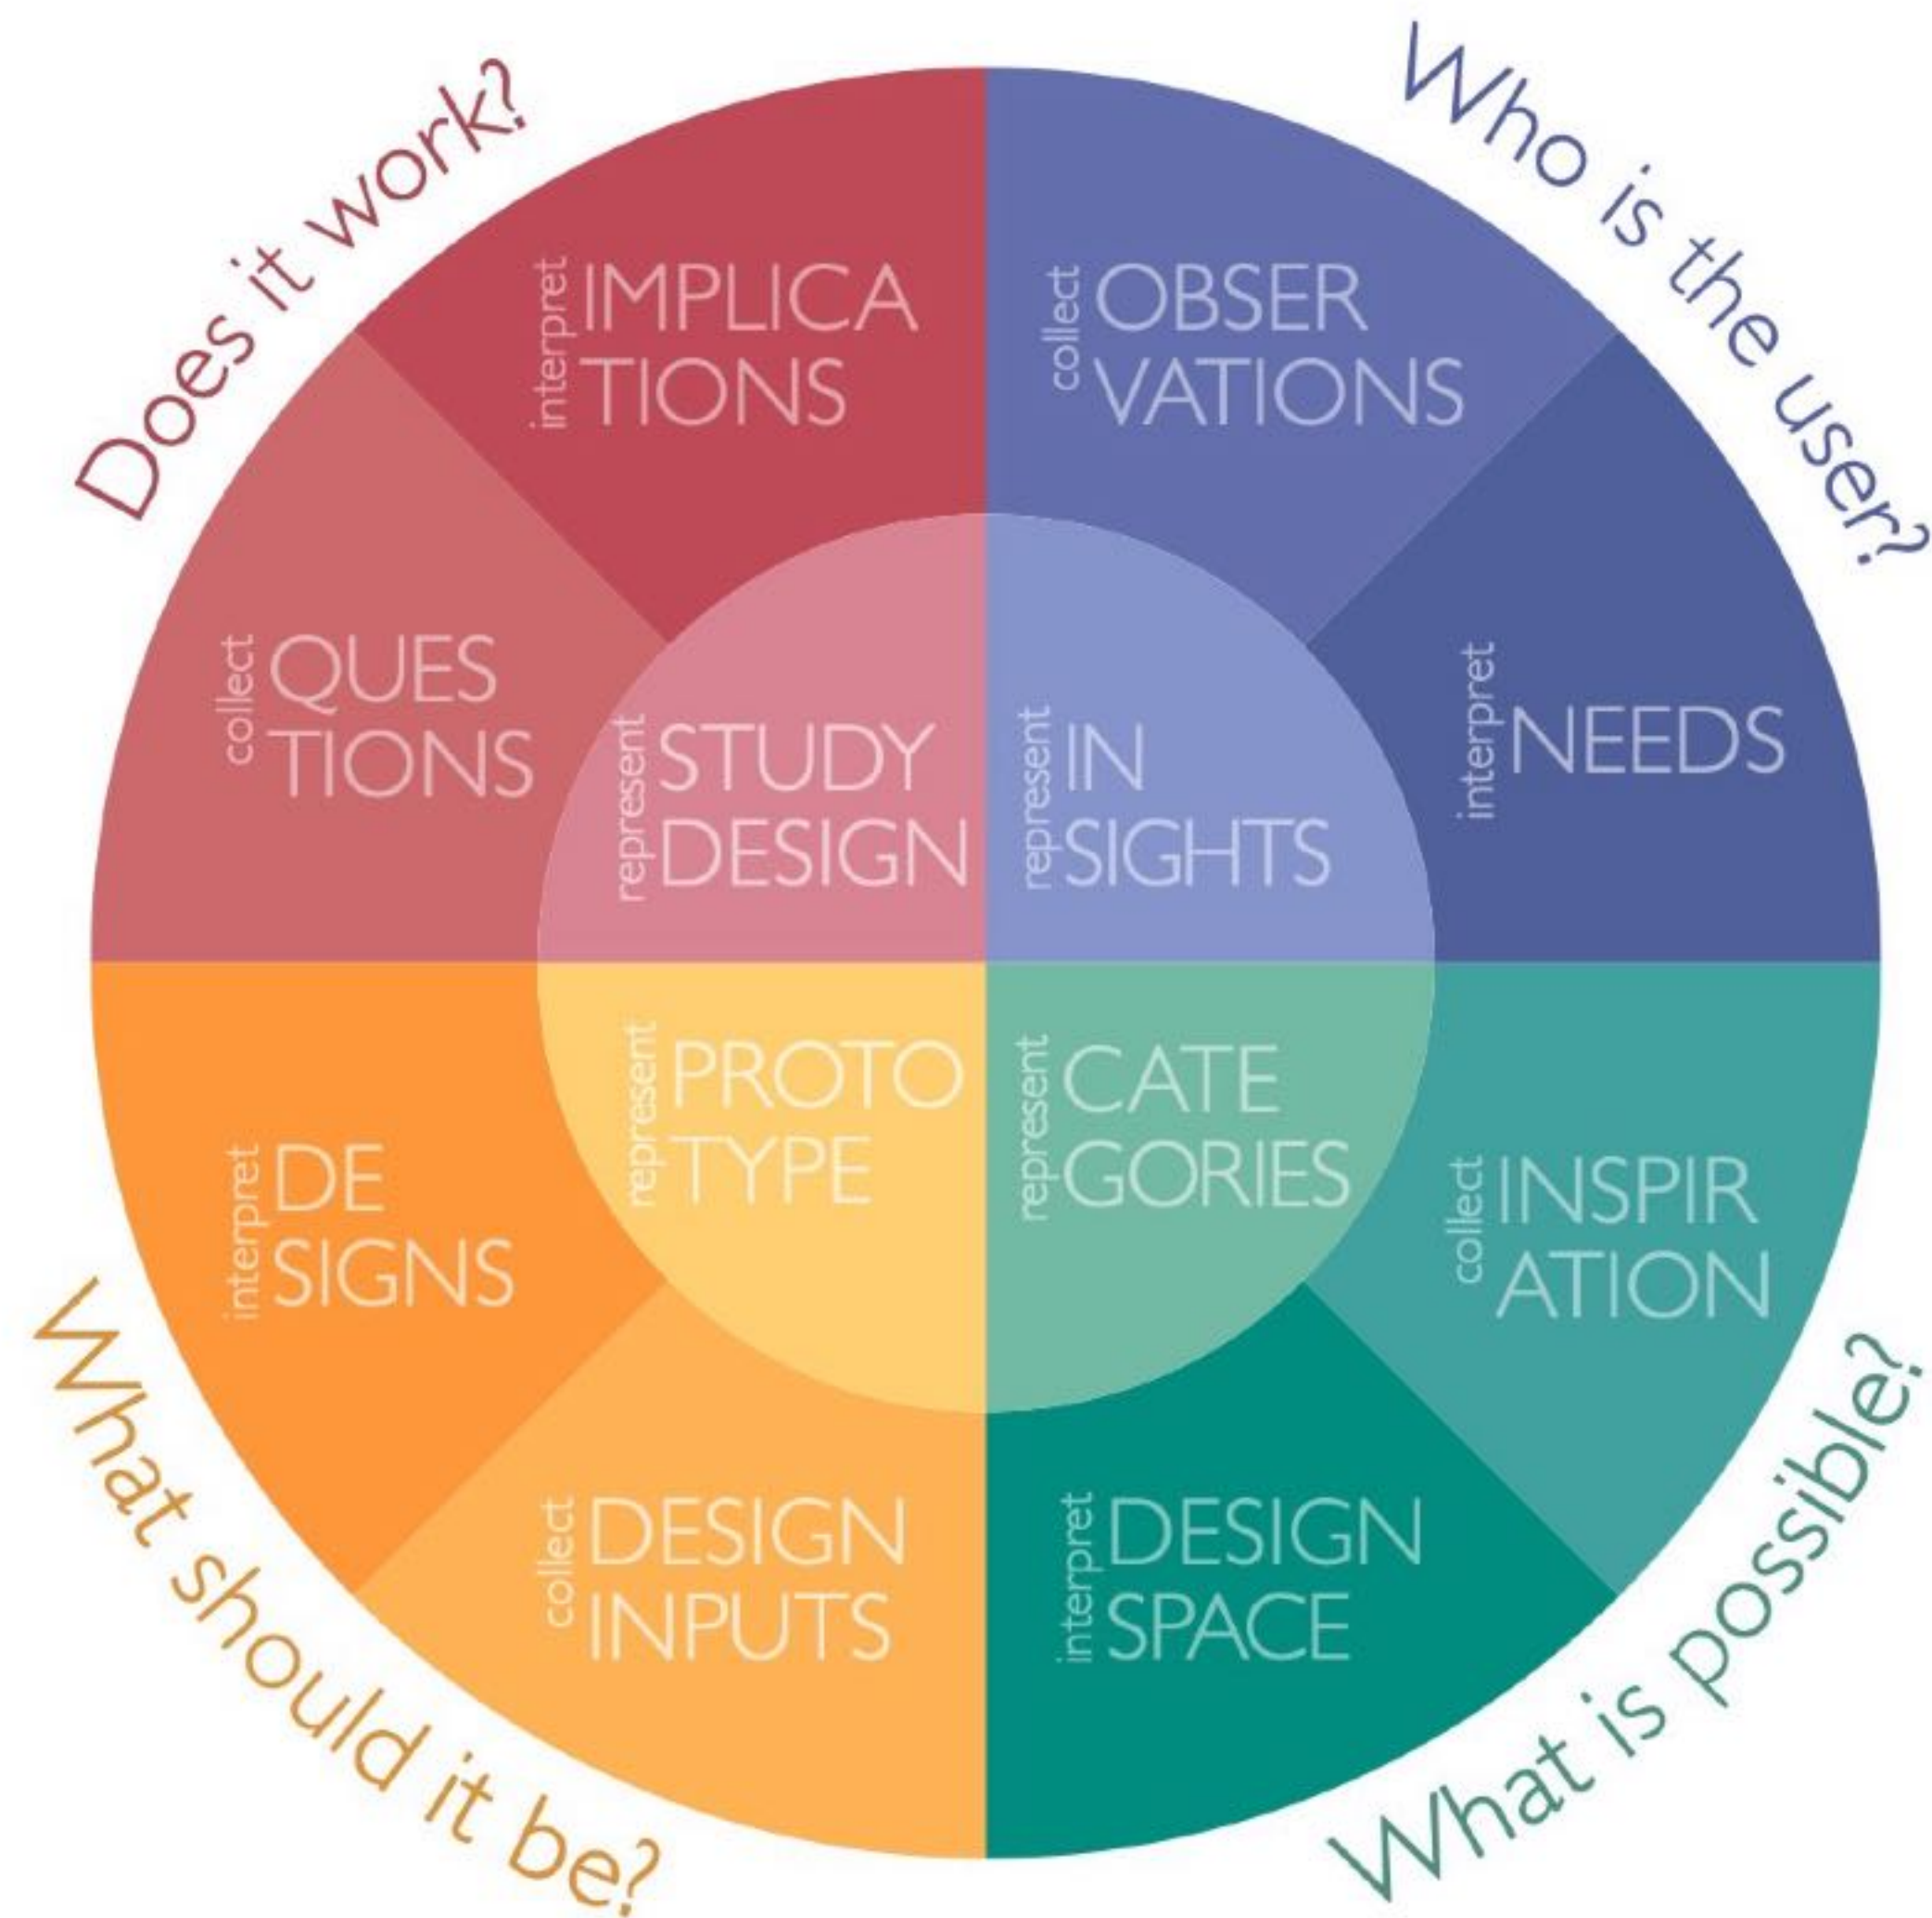 Does it work?
Who is the user?
interpret
IMPLICA
TIONS
collect
OBSER
VATIONS
collect
QUES
TIONS
represent
STUDY
DESIGN
represent
IN
SIGHTS
interpret
NEEDS
interpret
DE
SIGNS
represent
PROTO
TYPE
represent
CATE
GORIES
collect
INSPIR
ATION
collect
DESIGN
INPUTS
interpret
DESIGN
SPACE
What should it be?
What is possible?